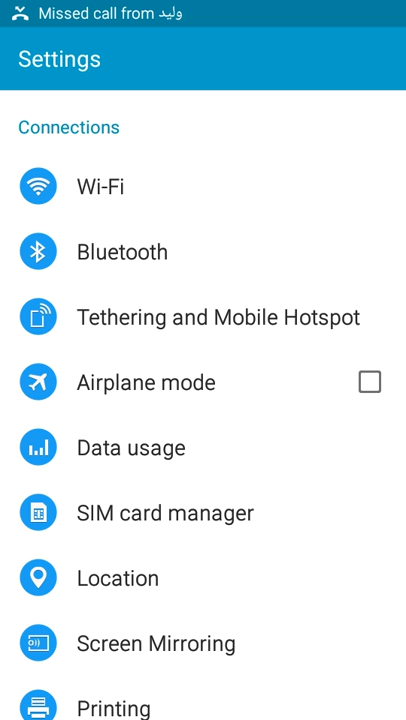 Missed call from وليد
Settings
Connections
Wi-Fi
Bluetooth
Tethering and Mobile Hotspot
Airplane mode
Data usage
SIM card manager
Location
Screen Mirroring
Printing